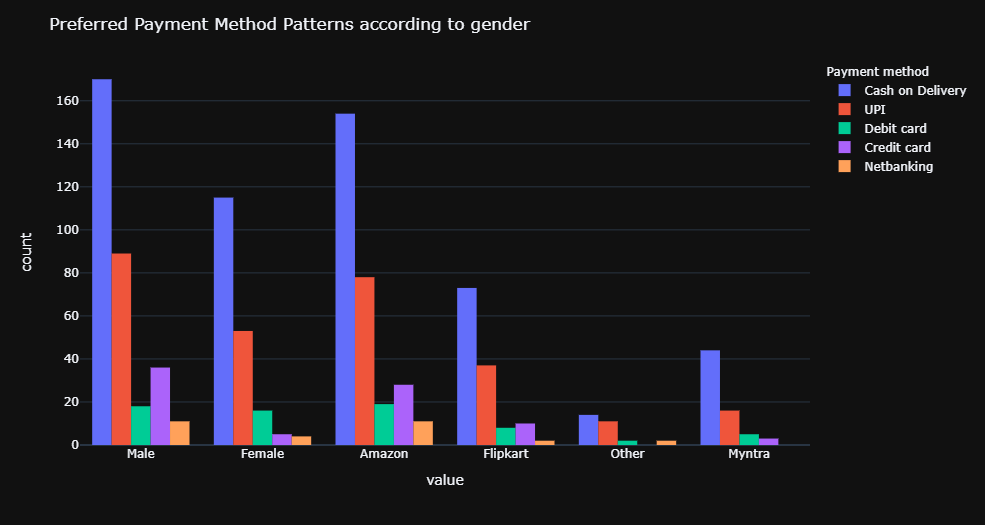 Preferred Payment Method Patterns according to gender
Payment method
Cash on Delivery
UPI
Debit card
Credit card
Netbanking
count
160
140
120
100
80
60
40
20
0
Male Female Amazon Flipkart Other Myntra
value